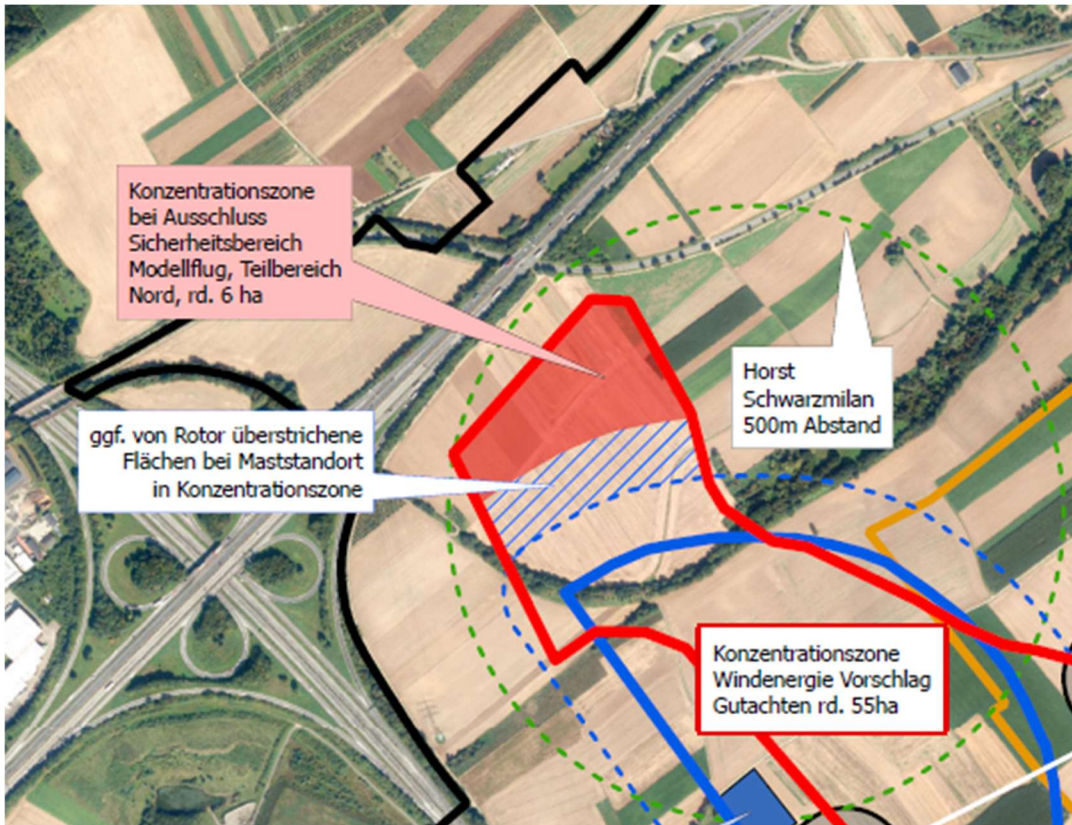 Konzentrationszone
bei Ausschluss
Sicherheitsbereich
Modellflug, Teilbereich
Nord, rd. 6 ha
Horst
Schwarzmilan
500m Abstand
ggf. von Rotor überstrichene
Flächen bei Maststandort
in Konzentrationszone
Konzentrationszone
Windenergie Vorschlag
Gutachten rd. 55ha